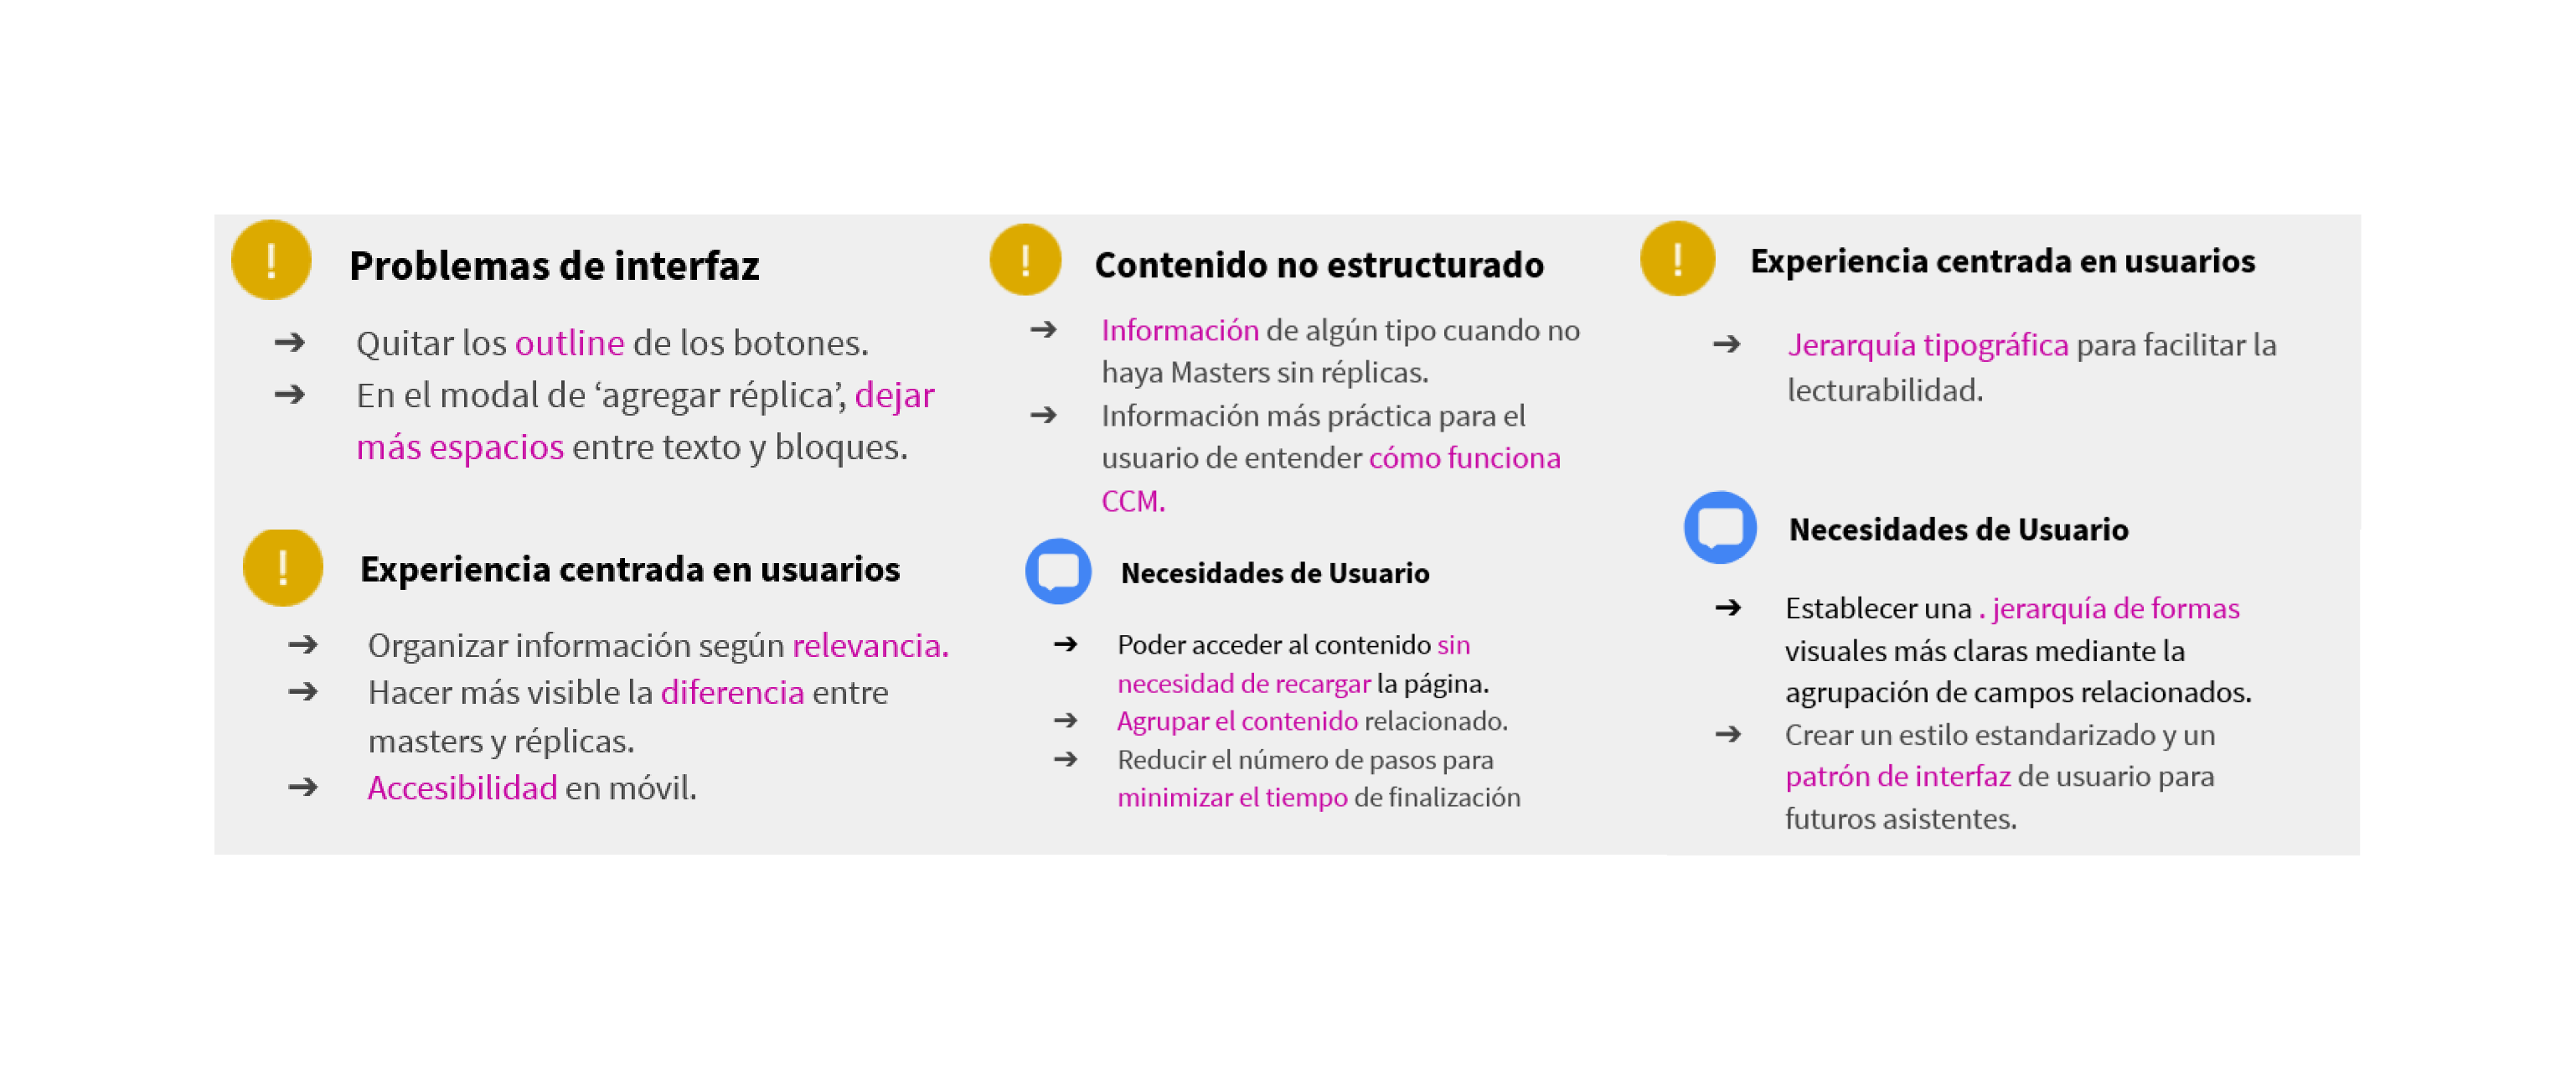 Problemas de interfaz
➔ Quitar los outline de los botones.
➔ En el modal de ‘agregar réplica’, dejar
más espacios entre texto y bloques.
Experiencia centrada en usuarios
➔ Organizar información según relevancia.
➔ Hacer más visible la diferencia entre
masters y réplicas.
➔ Accesibilidad en móvil.
Contenido no estructurado
➔ Información de algún tipo cuando no
haya Masters sin réplicas.
➔ Información más práctica para el
usuario de entender cómo funciona
CCM.
Necesidades de Usuario
➔ Poder acceder al contenido sin
necesidad de recargar la página.
➔ Agrupar el contenido relacionado.
➔ Reducir el número de pasos para
minimizar el tiempo de finalización
Experiencia centrada en usuarios
➔ Jerarquía tipográfica para facilitar la
lecturabilidad.
Necesidades de Usuario
➔ Establecer una . jerarquía de formas
visuales más claras mediante la
agrupación de campos relacionados.
➔ Crear un estilo estandarizado y un
patrón de interfaz de usuario para
futuros asistentes.